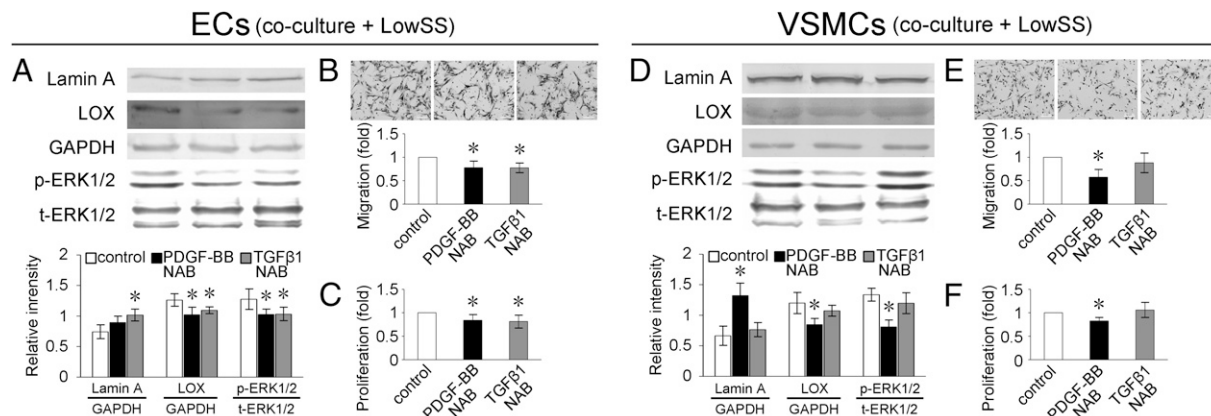 ECs (co-culture + LowSS)
VSMCs (co-culture + LowSS)
A
Lamin A
LOX
GAPDH
p-ERK1/2
t-ERK1/2
control PDGF-BB NAB TGFβ1 NAB
Relative inrensity
2
1.5
1
0.5
0
* * * * *
Lamin A
GAPDH
LOX
GAPDH
p-ERK1/2
t-ERK1/2
B
Migration (fold)
1.5
1
0.5
0
* *
control
PDGF-BB
NAB
TGFβ1
NAB
C
Proliferation (fold)
1.5
1
0.5
0
* *
control
PDGF-BB
NAB
TGFβ1
NAB
D
Lamin A
LOX
GAPDH
p-ERK1/2
t-ERK1/2
control PDGF-BB NAB TGFβ1 NAB
Relative intensity
2
1.5
1
0.5
0
* * *
Lamin A
GAPDH
LOX
GAPDH
p-ERK1/2
t-ERK1/2
E
Migration (fold)
1.5
1
0.5
0
*
control
PDGF-BB
NAB
TGFβ1
NAB
F
Proliferation (fold)
1.5
1
0.5
0
*
control
PDGF-BB
NAB
TGFβ1
NAB